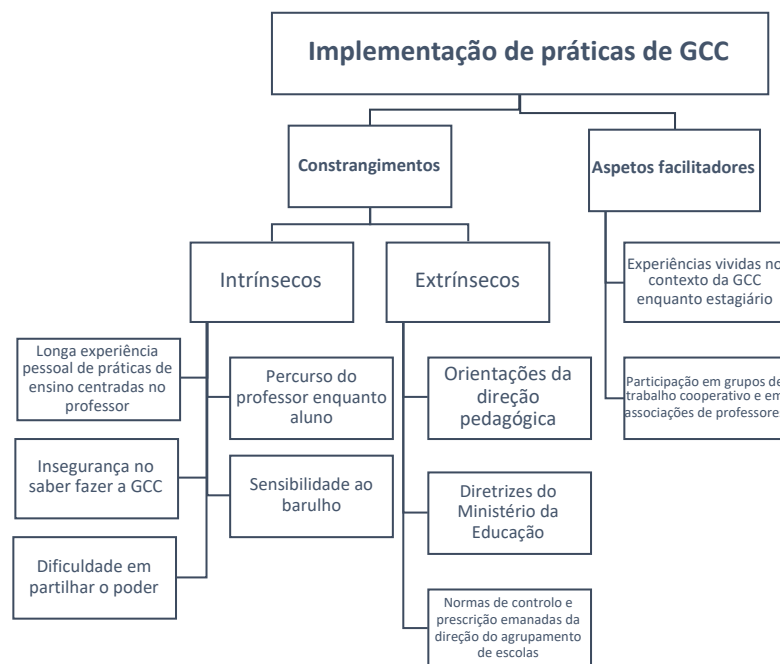 Implementação de práticas de GCC
Constrangimentos
Aspetos facilitadores
Intrínsecos
Extrínsecos
Experiências vividas no
contexto da GCC
enquanto estagiário
Longa experiência
pessoal de práticas de
ensino centradas no
professor
Percurso do
professor enquanto
aluno
Orientações da
direção pedagógica
Participação em grupos de
trabalho cooperativo e em
associações de professores
Insegurança no
saber fazer a GCC
Sensibilidade ao
barulho
Diretrizes do
Ministério da
Educação
Dificuldade em
partilhar o poder
Normas de controlo e
prescrição emanadas da
direção do agrupamento
de escolas